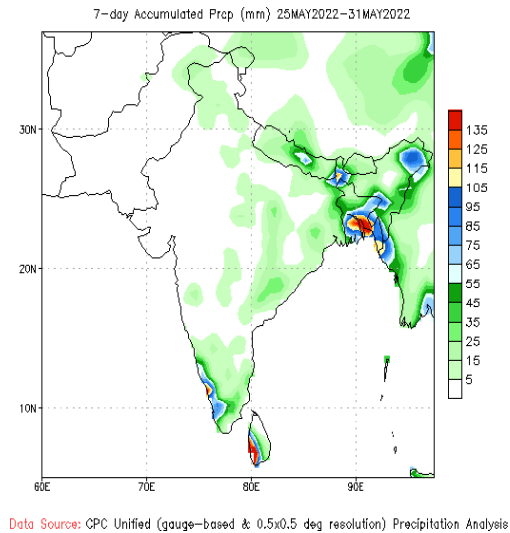 7-day Accumulated Prcp (mm) 25MAY2022-31MAY2022
30N
20N
10N
60E 70E 80E 90E
135
125
115
105
95
85
75
65
55
45
35
25
15
5
Data Source: CPC Unified (gauge-based & 0.5x0.5 deg resolution) Precipitation Analysis